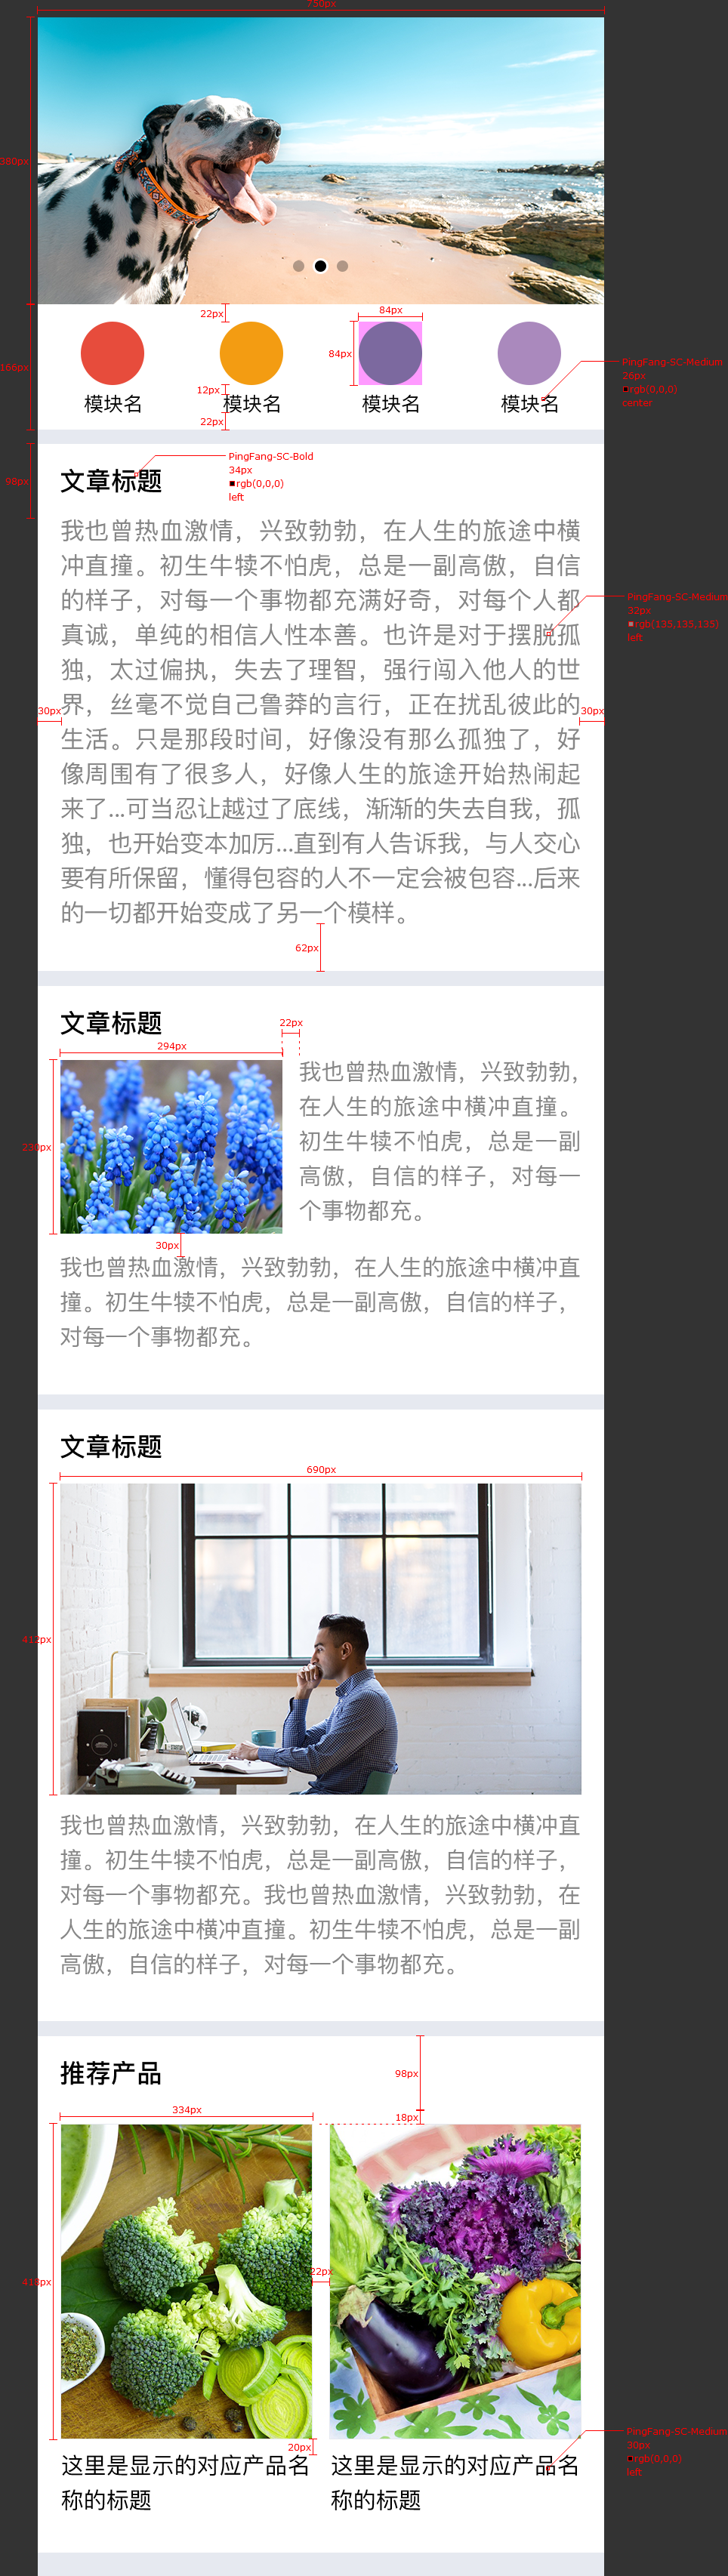 750px
380px
22px
84px
84px
166px
12px
22px
模块名
模块名
模块名
模块名
PingFang-SC-Medium
26px
rgb(0,0,0)
center
98px
文章标题
PingFang-SC-Bold
34px
rgb(0,0,0)
left
我也曾热血激情，兴致勃勃，在人生的旅途中横
冲直撞。初生牛犊不怕虎，总是一副高傲，自信
的样子，对每一个事物都充满好奇，对每个人都
真诚，单纯的相信人性本善。也许是对于摆脱孤
独，太过偏执，失去了理智，强行闯入他人的世
界，丝毫不觉自己鲁莽的言行，正在扰乱彼此的
生活。只是那段时间，好像没有那么孤独了，好
像周围有了很多人，好像人生的旅途开始热闹起
来了...可当忍让越过了底线，渐渐的失去自我，孤
独，也开始变本加厉...直到有人告诉我，与人交心
要有所保留，懂得包容的人不一定会被包容...后来
的一切都开始变成了另一个模样。
PingFang-SC-Medium
32px
rgb(135,135,135)
left
30px
30px
62px
文章标题
22px
294px
230px
我也曾热血激情，兴致勃勃，
在人生的旅途中横冲直撞。
初生牛犊不怕虎，总是一副
高傲，自信的样子，对每一
个事物都充。
30px
我也曾热血激情，兴致勃勃，在人生的旅途中横冲直
撞。初生牛犊不怕虎，总是一副高傲，自信的样子，
对每一个事物都充。
文章标题
690px
412px
我也曾热血激情，兴致勃勃，在人生的旅途中横冲直
撞。初生牛犊不怕虎，总是一副高傲，自信的样子，
对每一个事物都充。我也曾热血激情，兴致勃勃，在
人生的旅途中横冲直撞。初生牛犊不怕虎，总是一副
高傲，自信的样子，对每一个事物都充。
推荐产品
98px
18px
334px
22px
20px
这里是显示的对应产品名
称的标题
这里是显示的对应产品名
称的标题
PingFang-SC-Medium
30px
rgb(0,0,0)
left